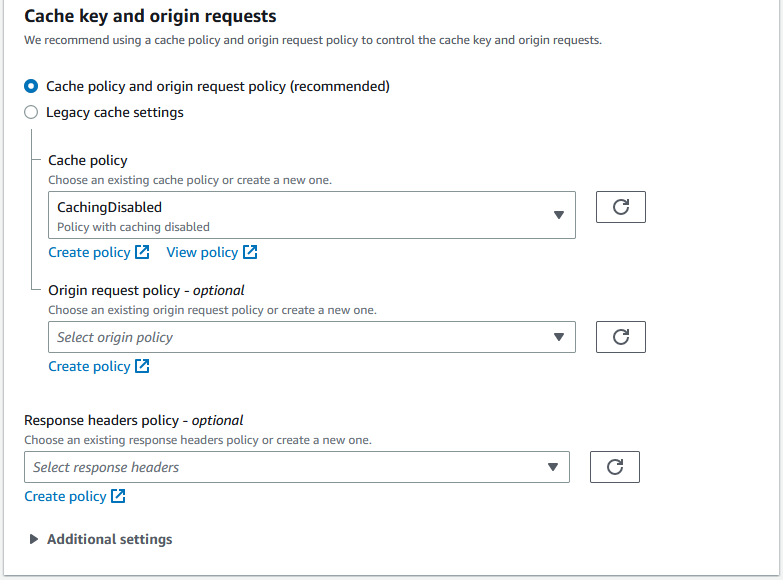 Cache key and origin requests
We recommend using a cache policy and origin request policy to control the cache key and origin requests.
Cache policy and origin request policy (recommended)
Legacy cache settings
Cache policy
Choose an existing cache policy or create a new one.
CachingDisabled
Policy with caching disabled
Create policy View policy
Origin request policy - optional
Choose an existing origin request policy or create a new one.
Select origin policy
Create policy
Response headers policy - optional
Choose an existing response headers policy or create a new one.
Select response headers
Create policy
Additional settings